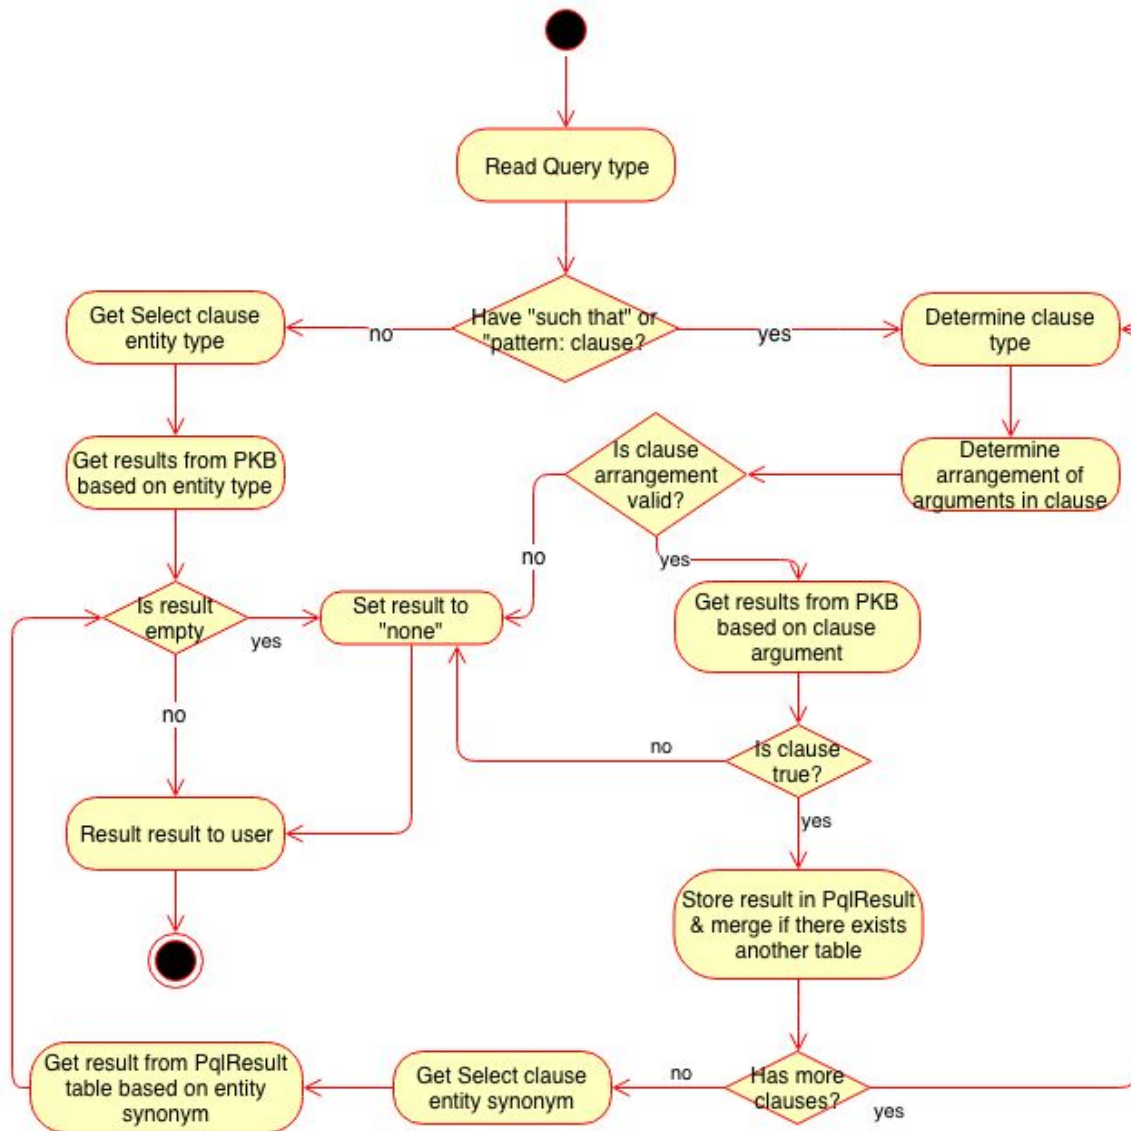 Read Query type
Have "such that" or
"pattern: clause?
no
yes
Get Select clause
entity type
Determine clause
type
Get results from PKB
based on entity type
Is clause
arrangement
valid?
Determine
arrangement of
arguments in clause
no
yes
Is result
empty
yes
Set result to
"none"
Get results from PKB
based on clause
argument
no
no
Is clause
true?
yes
Result result to user
Store result in PqlResult
& merge if there exists
another table
Get result from PqlResult
table based on entity
synonym
Get Select clause
entity synonym
no
Has more
clauses?
yes